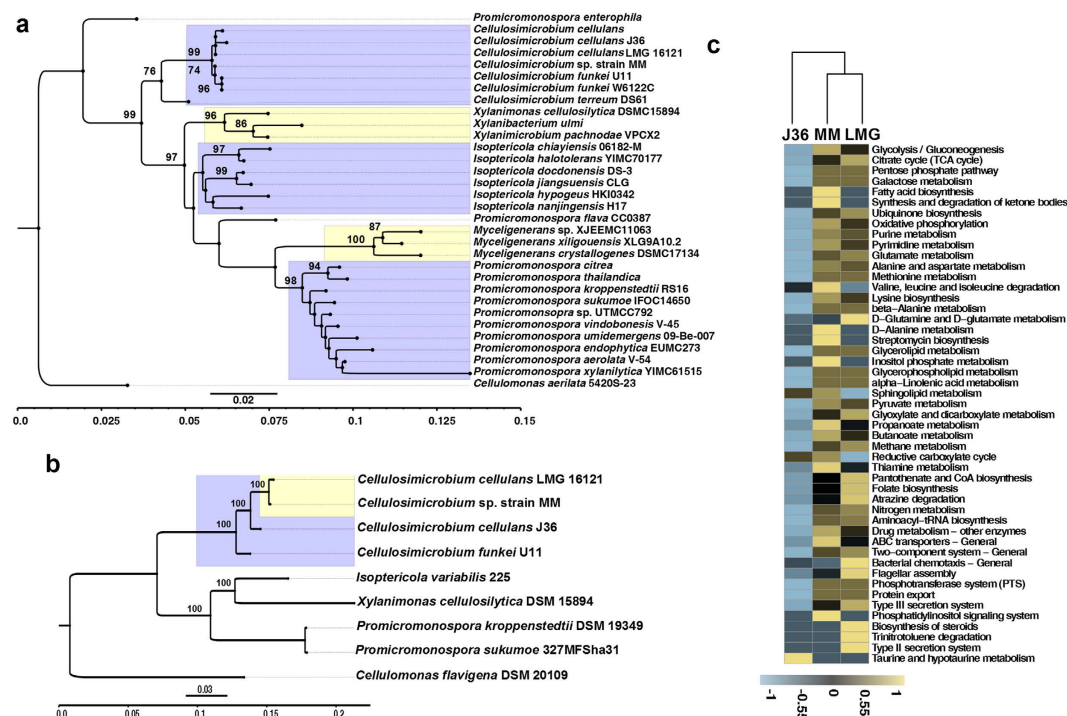 a
Promicromonospora enterophila
Cellulosimicrobium cellulans
Cellulosimicrobium cellulans J36
Cellulosimicrobium cellulans LMG 16121
Cellulosimicrobium sp. strain MM
Cellulosimicrobium funkei U11
Cellulosimicrobium funkei W6122C
Cellulosimicrobium terreum DS61
Xylanimonas cellulosilytica DSMC15894
Xylanibacterium ulmi
Xylanimicrobium pachnodae VPCX2
Isoptericola chiayiensis 06182-M
Isoptericola halotolerans YIMC70177
Isoptericola docdonensis DS-3
Isoptericola jiangsuensis CLG
Isoptericola hypogeus HKI0342
Isoptericola nanjingensis H17
Promicromonospora flava CC0387
Myceligenerans sp. XJEEMC11063
Myceligenerans xiligouensis XLG9A10.2
Myceligenerans crystallogenes DSMC17134
Promicromonospora citrea
Promicromonospora thailandica
Promicromonospora kroppenstedtii RS16
Promicromonospora sukumoe IFOC14650
Promicromonopsora sp. UTMCC792
Promicromonospora vindobonesis V-45
Promicromonospora umidemergens 09-Be-007
Promicromonospora endophytica EUMC273
Promicromonospora aerolata V-54
Promicromonospora xylanilytica YIMC61515
Cellulomonas aerilata 5420S-23
99
74
96
76
99
96
86
97
97
99
87
100
94
98
0.02
0.0
0.025
0.05
0.075
0.1
0.125
0.15
b
Cellulosimicrobium cellulans LMG 16121
Cellulosimicrobium sp. strain MM
Cellulosimicrobium cellulans J36
Cellulosimicrobium funkei U11
Isoptericola variabilis 225
Xylanimonas cellulosilytica DSM 15894
Promicromonospora kroppenstedtii DSM 19349
Promicromonospora sukumoe 327MFSha31
Cellulomonas flavigena DSM 20109
100
100
100
100
100
100
0.03
0.0
0.1
0.2
c
J36 MM LMG
Glycolysis / Gluconeogenesis
Citrate cycle (TCA cycle)
Pentose phosphate pathway
Galactose metabolism
Fatty acid biosynthesis
Synthesis and degradation of ketone bodies
Ubiquinone biosynthesis
Oxidative phosphorylation
Purine metabolism
Pyrimidine metabolism
Glutamate metabolism
Alanine and aspartate metabolism
Methionine metabolism
Valine, leucine and isoleucine degradation
Lysine biosynthesis
beta−Alanine metabolism
D−Glutamine and D−glutamate metabolism
D−Alanine metabolism
Streptomycin biosynthesis
Glycerolipid metabolism
Inositol phosphate metabolism
Glycerophospholipid metabolism
alpha−Linolenic acid metabolism
Sphingolipid metabolism
Pyruvate metabolism
Glyoxylate and dicarboxylate metabolism
Propanoate metabolism
Butanoate metabolism
Methane metabolism
Reductive carboxylate cycle
Thiamine metabolism
Pantothenate and CoA biosynthesis
Folate biosynthesis
Atrazine degradation
Nitrogen metabolism
Aminoacyl−tRNA biosynthesis
Drug metabolism − other enzymes
ABC transporters − General
Two−component system − General
Bacterial chemotaxis − General
Flagellar assembly
Phosphotransferase system (PTS)
Protein export
Type III secretion system
Phosphatidylinositol signaling system
Biosynthesis of steroids
Trinitrotoluene degradation
Type II secretion system
Taurine and hypotaurine metabolism
-1
-0.55
0
0.55
1